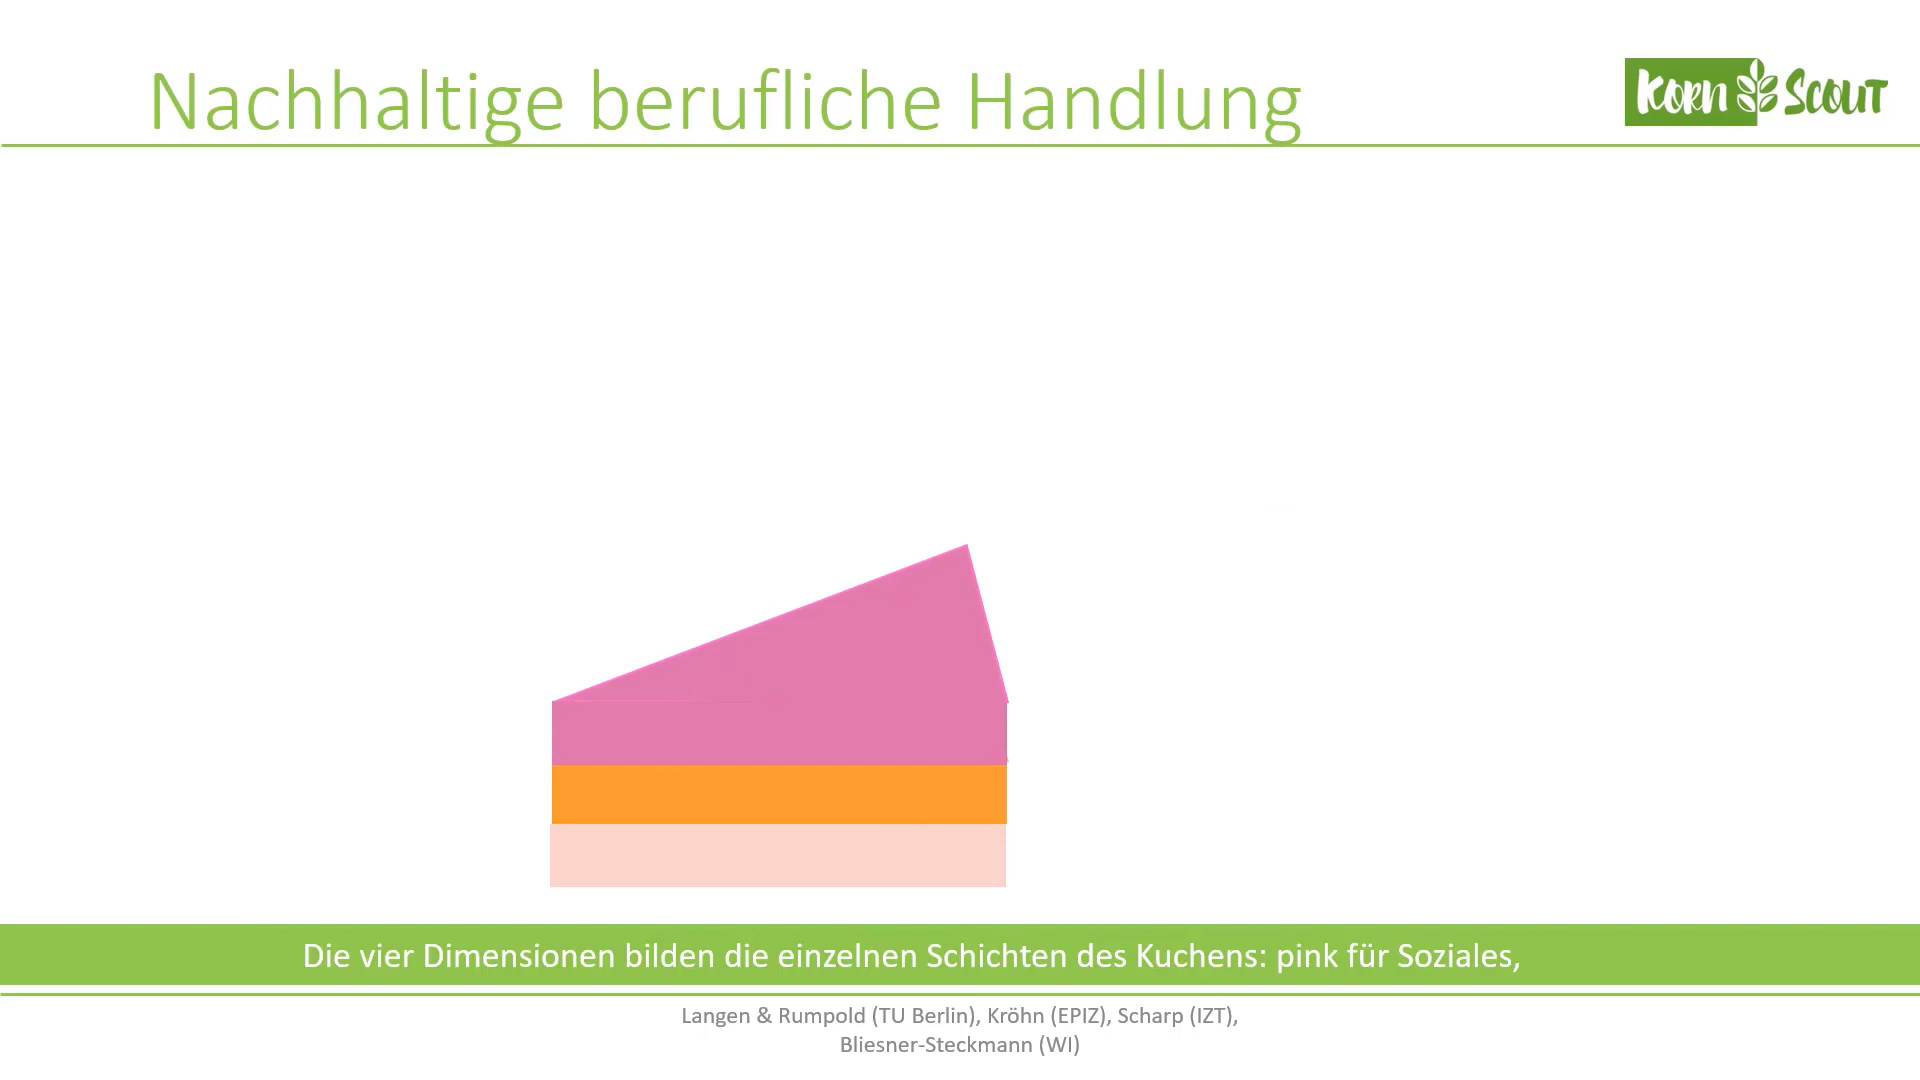 Nachhaltige berufliche Handlung
Korn Scout
Die vier Dimensionen bilden die einzelnen Schichten des Kuchens: pink für Soziales,
Langen & Rumpold (TU Berlin), Kröhn (EPIZ), Scharp (IZT),
Bliesner-Steckmann (WI)